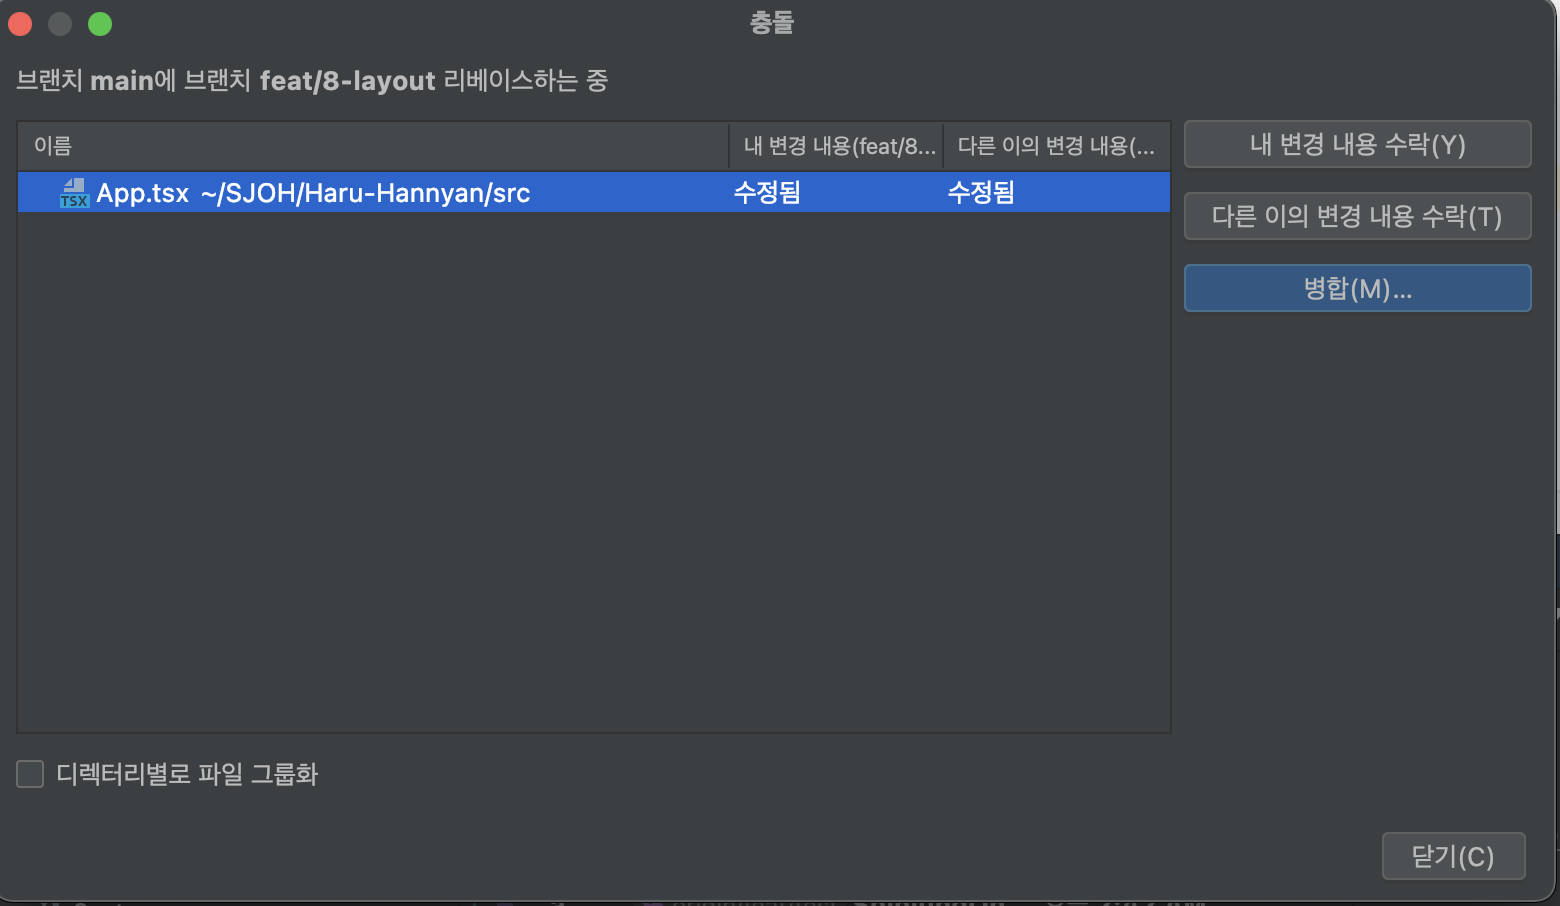 충돌
브랜치 main에 브랜치 feat/8-layout 리베이스하는 중
이름 내 변경 내용(feat/8... 다른 이의 변경 내용(...
TSX App.tsx ~/SJOH/Haru-Hannyan/src 수정됨 수정됨
내 변경 내용 수락(Y)
다른 이의 변경 내용 수락(T)
병합(M)...
디렉터리별로 파일 그룹화
닫기(C)